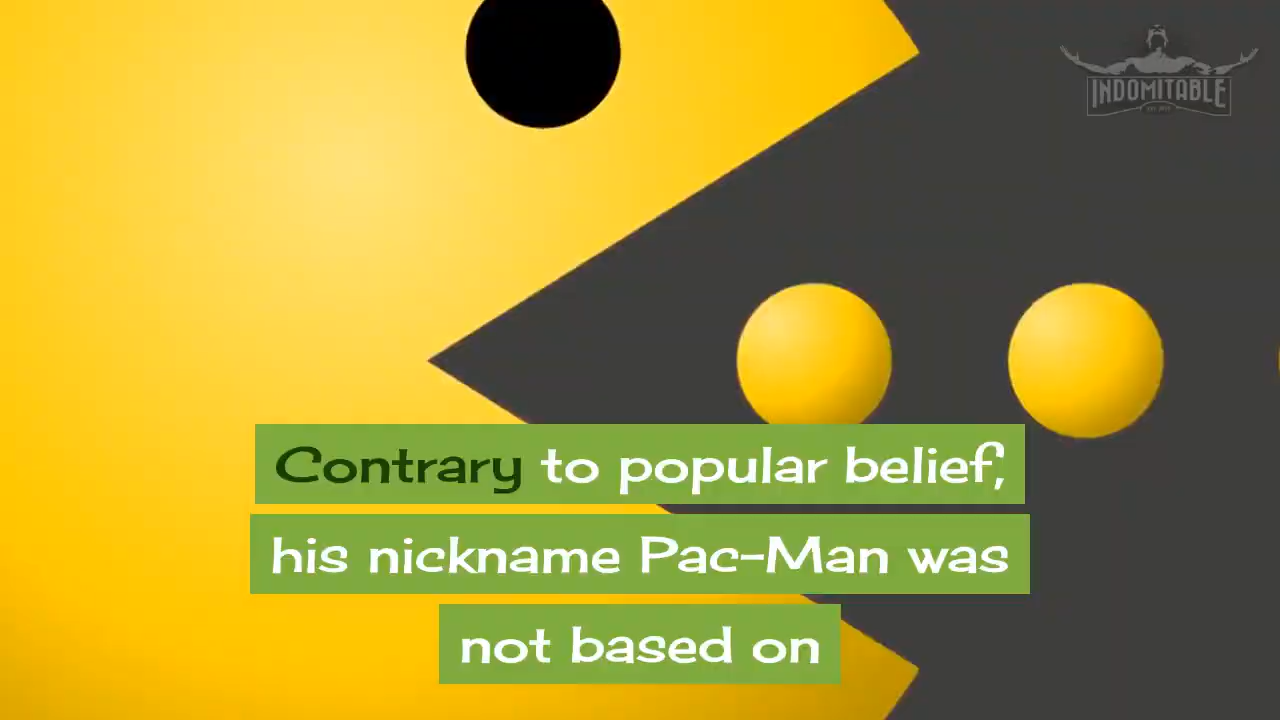 INDOMITABLE
Contrary to popular belief,
his nickname Pac-Man was
not based on